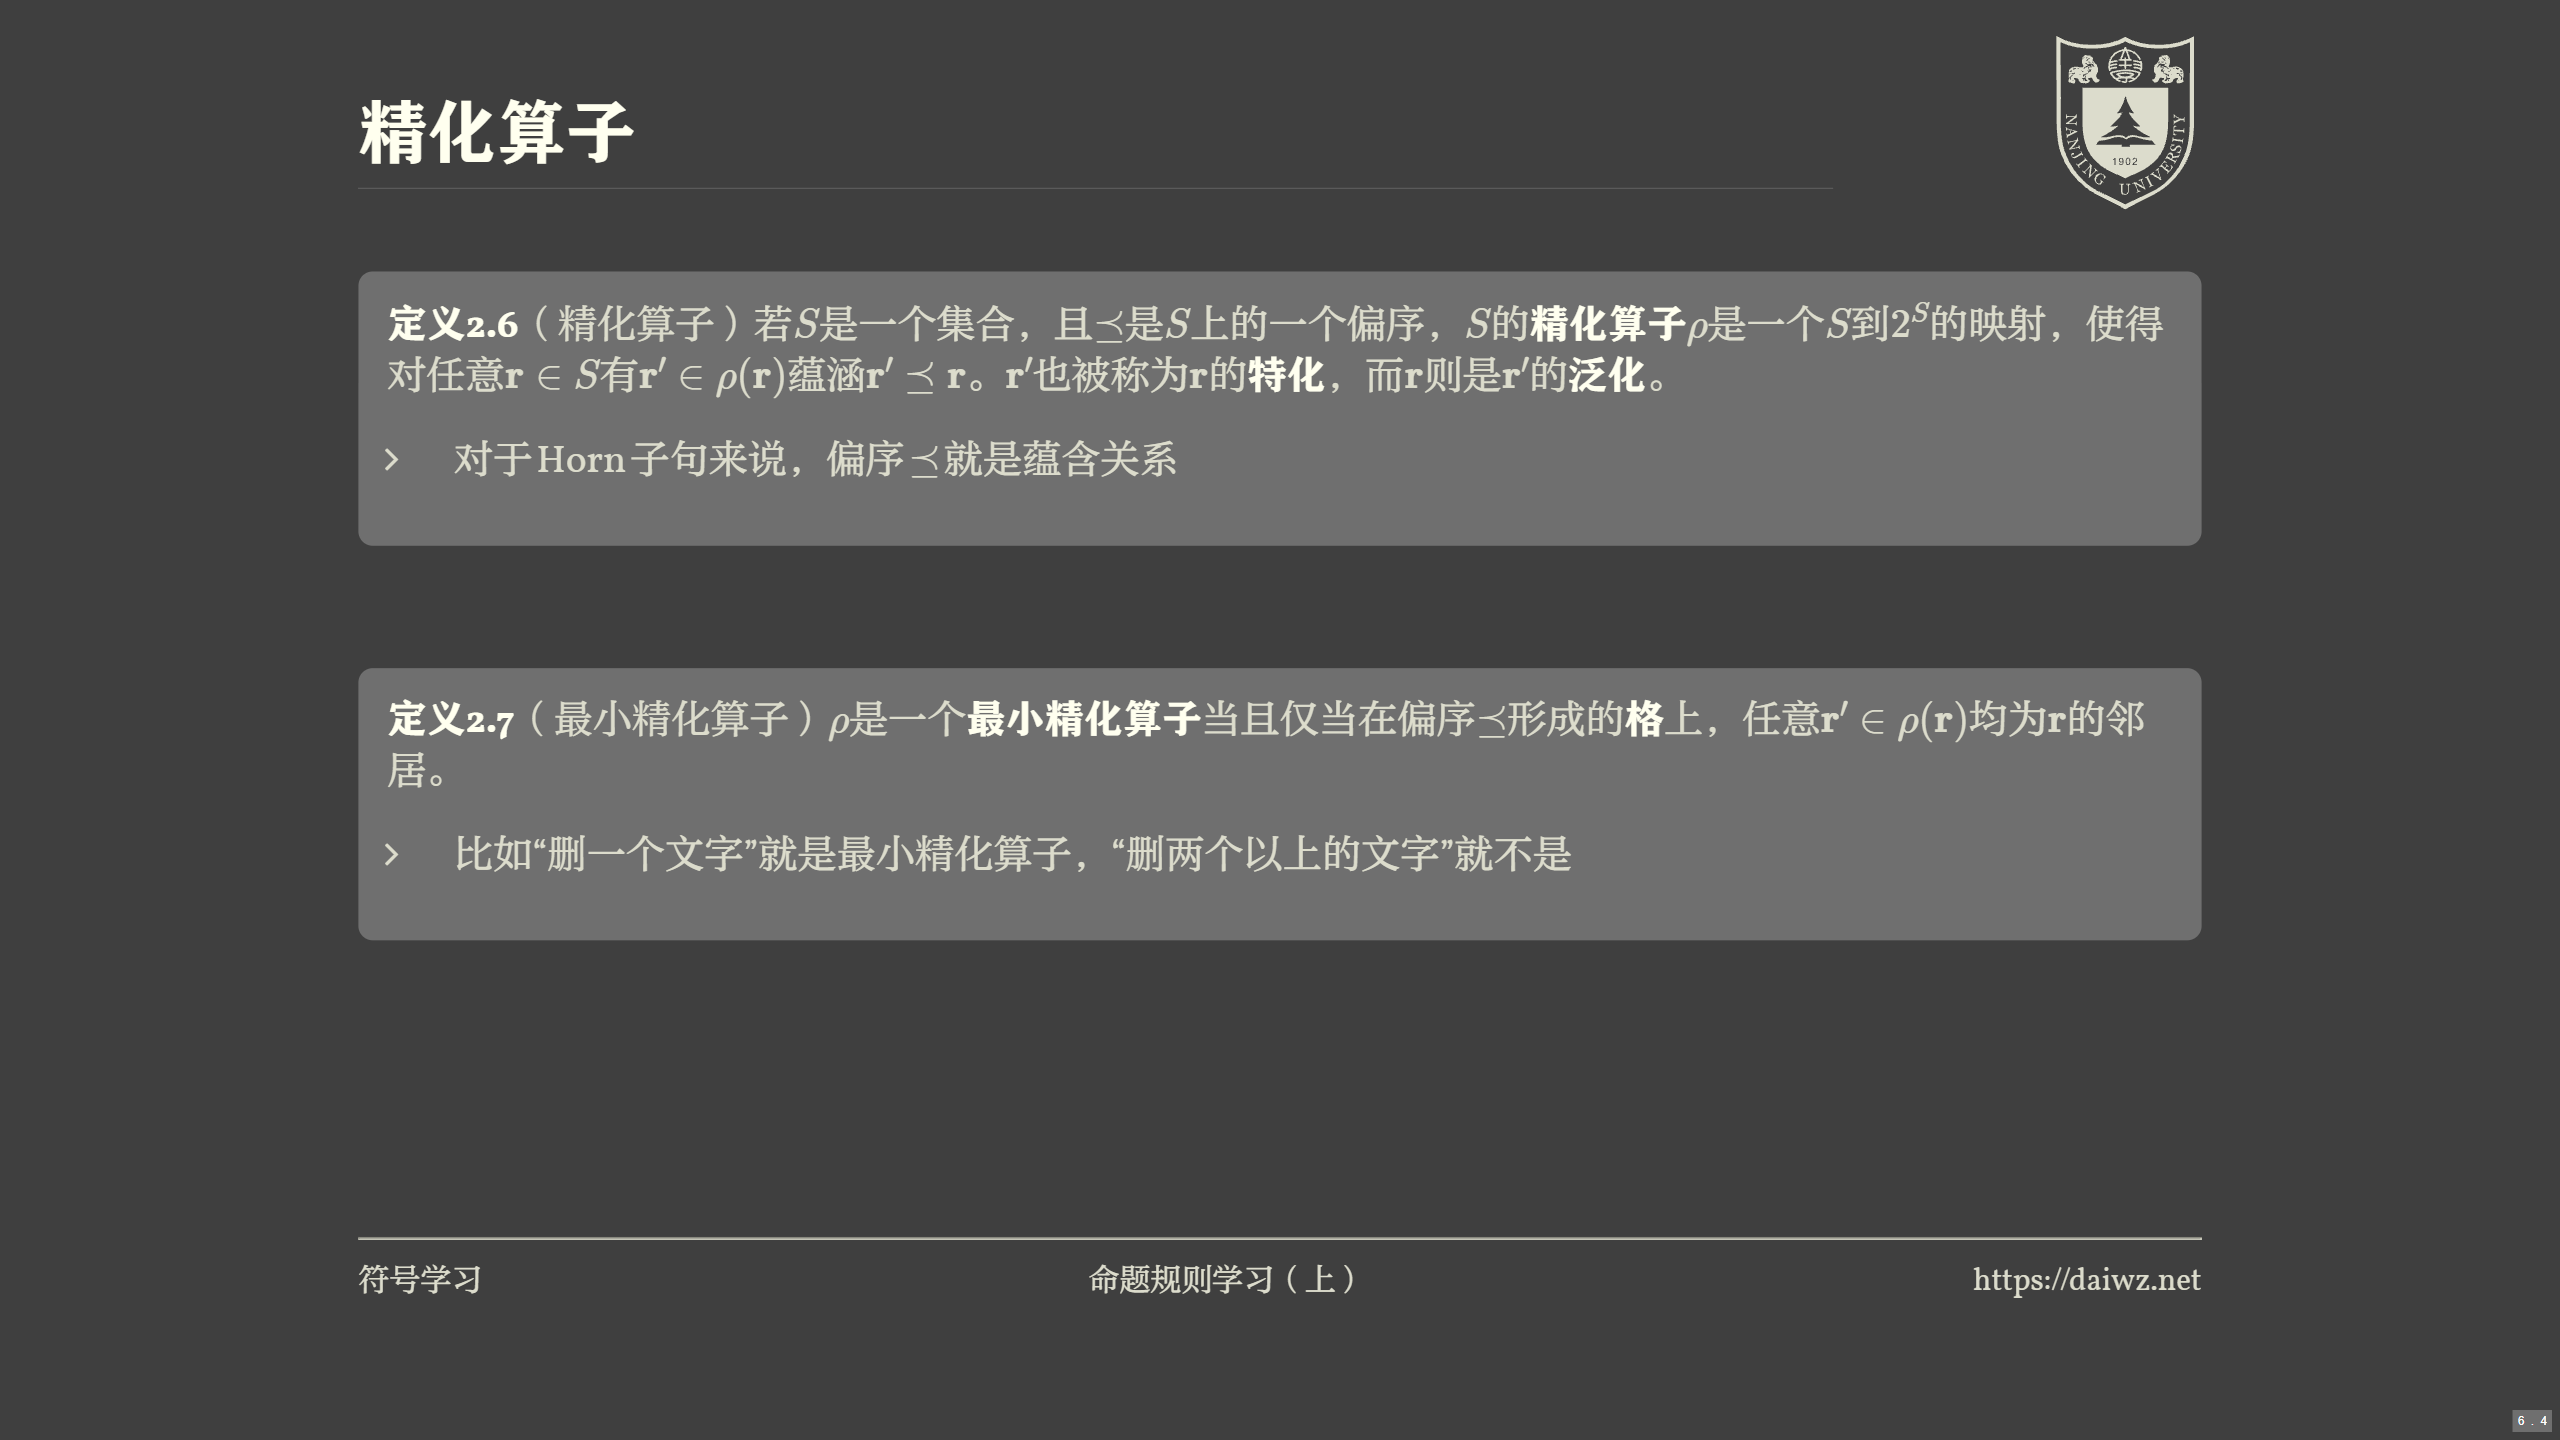 精化算子
NANJING UNIVERSITY
1902
定义2.6（精化算子）若S是一个集合，且⪯是S上的一个偏序，S的精化算子ρ是一个S到2^S的映射，使得
对任意r ∈ S有r′ ∈ ρ(r)蕴涵r′ ⪯ r。r′也被称为r的特化，而r则是r′的泛化。
对于Horn子句来说，偏序⪯就是蕴含关系
定义2.7（最小精化算子）ρ是一个最小精化算子当且仅当在偏序⪯形成的格上，任意r′ ∈ ρ(r)均为r的邻
居。
比如“删一个文字”就是最小精化算子，“删两个以上的文字”就不是
符号学习
命题规则学习（上）
https://daiwz.net
6 . 4